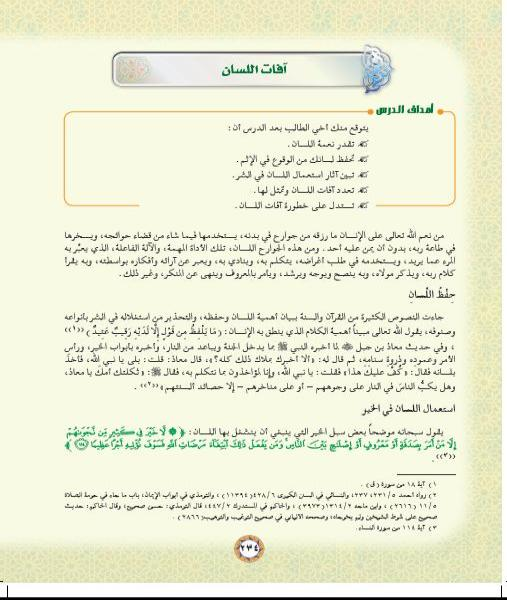 آفات اللسان
أهداف الدرس
يتوقع منك أخي الطالب بعد الدرس أن :
تقدر نعمة اللسان .
تحفظ لسانك من الوقوع في الإثم .
تبين آثار استعمال اللسان في الشر .
تعدد آفات اللسان وتمثل لها .
تستدل على خطورة آفات اللسان .
من نعم الله تعالى على الإنسان ما رزقه من جوارح في بدنه، يستخدمها فيما شاء من قضاء حوائجه، ويسخرها
في طاعة ربه، بدون أن يمن عليه أحد. ومن هذه الجوارح اللسان، تلك الأداة المهمة، والآلة الفاعلة، الذي يعبّر به
المرء عما يريد، ويستخدمه في طلب أغراضه، يتكلم به، وينادي به، ويعبر عن آرائه وأفكاره بواسطته، وبه يقرأ
كلام ربه، ويذكر مولاه، وبه ينصح ويوجه ويرشد، ويأمر بالمعروف وينهى عن المنكر، وغير ذلك.
حِفْظُ اللِّسان
جاءت النصوص الكثيرة من القرآن والسنة ببيان أهمية اللسان وحفظه، والتحذير من استغلاله في الشر بأنواعه
وصنوفه، يقول الله تعالى مبيناً أهمية الكلام الذي ينطق به الإنسان: ﴿مَا يَلْفِظُ مِن قَوْلٍ إِلَّا لَدَيْهِ رَقِيبٌ عَتِيدٌ﴾ «(١)»
، وفي حديث معاذ بن جبل لما أخبره النبي ﷺ بما يدخل الجنة ويباعد من النار، وأخبره بأبواب الخير، ورأس
الأمر وعموده وذروة سنامه، ثم قال له: «ألا أخبرك بملاك ذلك كله؟»، قال معاذ: قلت: بلى يا نبي الله، فأخذ
بلسانه فقال: «كُفَّ عليكَ هذا» فقلت: يا نبي الله، وإنا لمؤاخذون بما نتكلم به، فقال ﷺ: «ثكلتك أمك يا معاذ،
وهل يكبُّ الناسَ في النار على وجوههم – أو على مناخرهم – إلا حصائد ألسنتهم» «(٢)» .
استعمال اللسان في الخير
يقول سبحانه موضحاً بعض سبل الخير التي ينبغي أن ينشغل بها اللسان: ﴿ ۞ لَّا خَيْرَ فِي كَثِيرٍ مِّن نَّجْوَىٰهُمْ
إِلَّا مَنْ أَمَرَ بِصَدَقَةٍ أَوْ مَعْرُوفٍ أَوْ إِصْلَٰحٍ بَيْنَ النَّاسِ وَمَن يَفْعَلْ ذَٰلِكَ ابْتِغَاءَ مَرْضَاتِ اللَّهِ فَسَوْفَ نُؤْتِيهِ أَجْرًا عَظِيمًا ﴿١١٤﴾ ﴾
«(٣)» .
١ ) آية ١٨ من سورة ( ق ) .
٢ ) رواه أحمد ٢٣١/٥، ٢٣٧، والنسائي في السنن الكبرى ٤٢٨/٦ (١١٣٩٤) ، والترمذي في أبواب الإيمان، باب ما جاء في حرمة الصلاة
١١/٥ (٢٦١٦) ، وابن ماجه ١٣١٤/٢ (٣٩٧٣) ، والحاكم في المستدرك ٤٤٧/٢، قال الترمذي: حسن صحيح، وقال الحاكم: حديث
صحيح على شرط الشيخين ولم يخرجاه، وصححه الألباني في صحيح الترغيب والترهيب (٢٨٦٦) .
٣ ) آية ١١٤ من سورة النساء.
٢٣٤